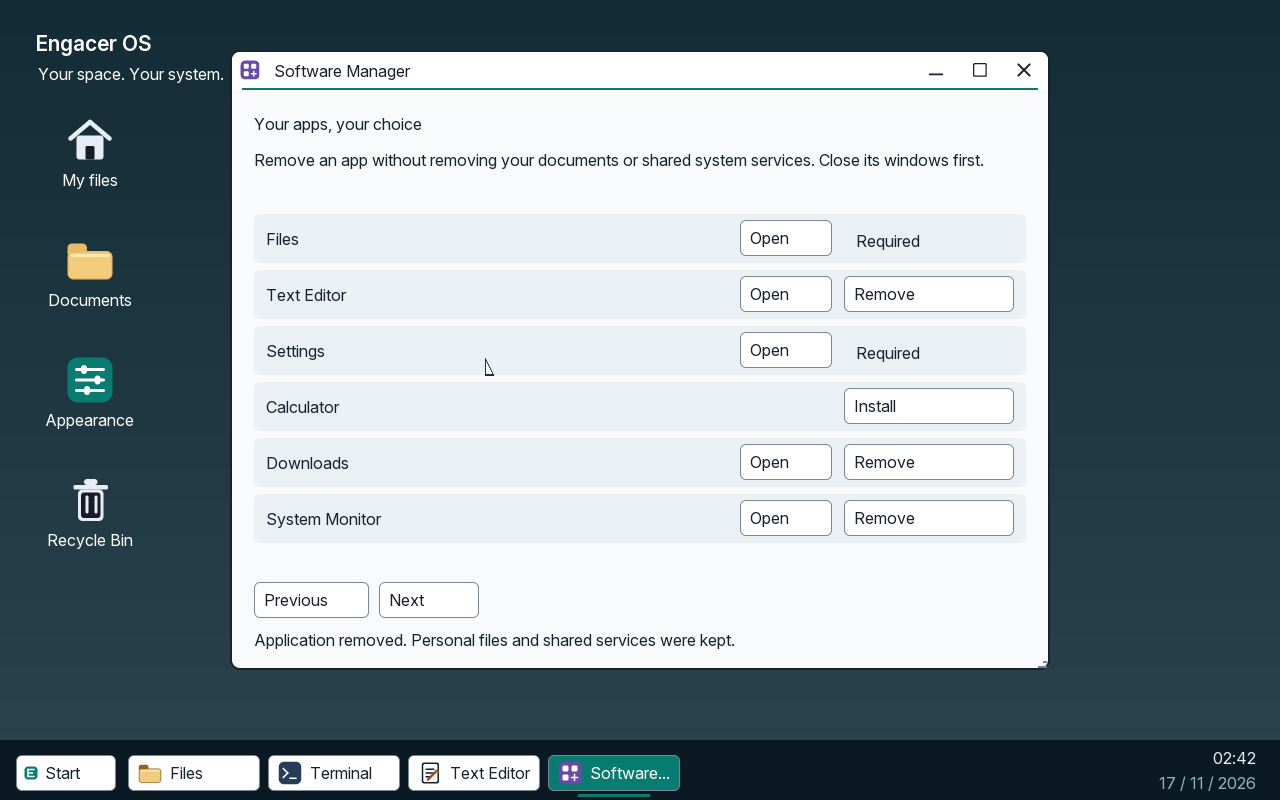 Engacer OS
Your space. Your system.
My files
Documents
Appearance
Recycle Bin
Software Manager
Your apps, your choice
Remove an app without removing your documents or shared system services. Close its windows first.
Files Open Required
Text Editor Open Remove
Settings Open Required
Calculator Install
Downloads Open Remove
System Monitor Open Remove
Previous Next
Application removed. Personal files and shared services were kept.
Start Files Terminal Text Editor Software...
02:42
17 / 11 / 2026